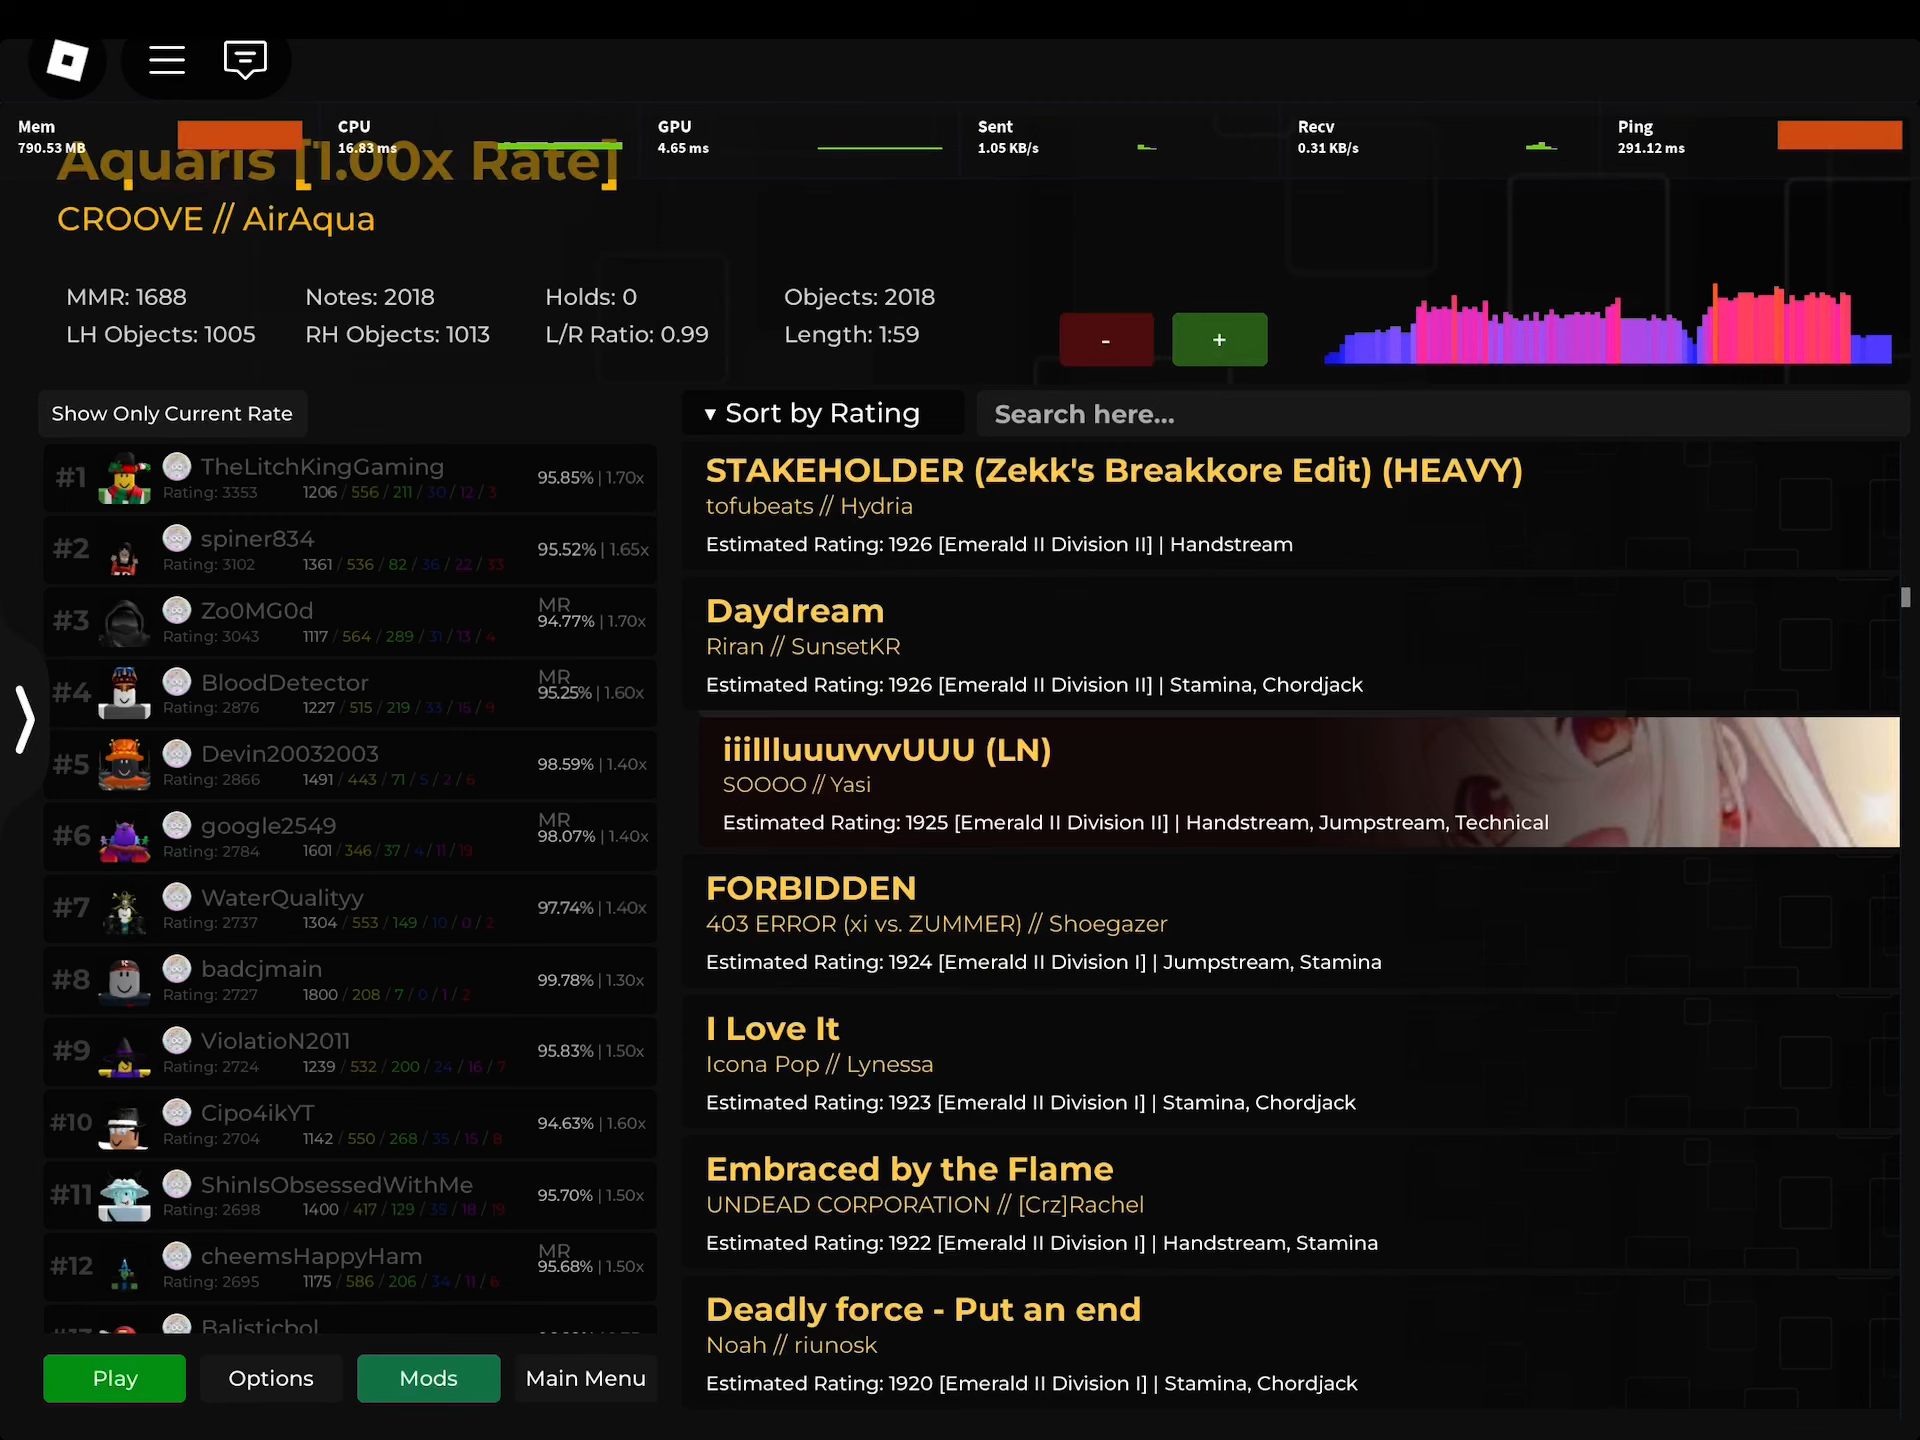 Mem
790.53 MB
CPU
16.83 ms
GPU
4.65 ms
Sent
1.05 KB/s
Recv
0.31 KB/s
Ping
291.12 ms
Aquaris [1.00x Rate]
CROOVE // AirAqua
MMR: 1688
Notes: 2018
Holds: 0
Objects: 2018
LH Objects: 1005
RH Objects: 1013
L/R Ratio: 0.99
Length: 1:59
-
+
Show Only Current Rate
#1 TheLitchKingGaming
Rating: 3353 1206 / 556 / 211 / 30 / 12 / 3
95.85% | 1.70x
#2 spiner834
Rating: 3102 1361 / 536 / 82 / 36 / 22 / 33
95.52% | 1.65x
#3 Zo0MG0d
Rating: 3043 1117 / 564 / 289 / 31 / 13 / 4
MR
94.77% | 1.70x
#4 BloodDetector
Rating: 2876 1227 / 515 / 219 / 33 / 15 / 9
MR
95.25% | 1.60x
#5 Devin20032003
Rating: 2866 1491 / 443 / 71 / 5 / 2 / 6
98.59% | 1.40x
#6 google2549
Rating: 2784 1601 / 346 / 37 / 4 / 11 / 19
MR
98.07% | 1.40x
#7 WaterQualityy
Rating: 2737 1304 / 553 / 149 / 10 / 0 / 2
97.74% | 1.40x
#8 badcjmain
Rating: 2727 1800 / 208 / 7 / 0 / 1 / 2
99.78% | 1.30x
#9 ViolatioN2011
Rating: 2724 1239 / 532 / 200 / 24 / 16 / 7
95.83% | 1.50x
#10 Cipo4ikYT
Rating: 2704 1142 / 550 / 268 / 35 / 15 / 8
94.63% | 1.60x
#11 ShinIsObsessedWithMe
Rating: 2698 1400 / 417 / 129 / 35 / 18 / 19
95.70% | 1.50x
#12 cheemsHappyHam
Rating: 2695 1175 / 586 / 206 / 34 / 11 / 6
MR
95.68% | 1.50x
Balisticbol
Play
Options
Mods
Main Menu
▼ Sort by Rating
Search here...
STAKEHOLDER (Zekk's Breakkore Edit) (HEAVY)
tofubeats // Hydria
Estimated Rating: 1926 [Emerald II Division II] | Handstream
Daydream
Riran // SunsetKR
Estimated Rating: 1926 [Emerald II Division II] | Stamina, Chordjack
iiillluuuvvvUUU (LN)
SOOOO // Yasi
Estimated Rating: 1925 [Emerald II Division II] | Handstream, Jumpstream, Technical
FORBIDDEN
403 ERROR (xi vs. ZUMMER) // Shoegazer
Estimated Rating: 1924 [Emerald II Division I] | Jumpstream, Stamina
I Love It
Icona Pop // Lynessa
Estimated Rating: 1923 [Emerald II Division I] | Stamina, Chordjack
Embraced by the Flame
UNDEAD CORPORATION // [Crz]Rachel
Estimated Rating: 1922 [Emerald II Division I] | Handstream, Stamina
Deadly force - Put an end
Noah // riunosk
Estimated Rating: 1920 [Emerald II Division I] | Stamina, Chordjack